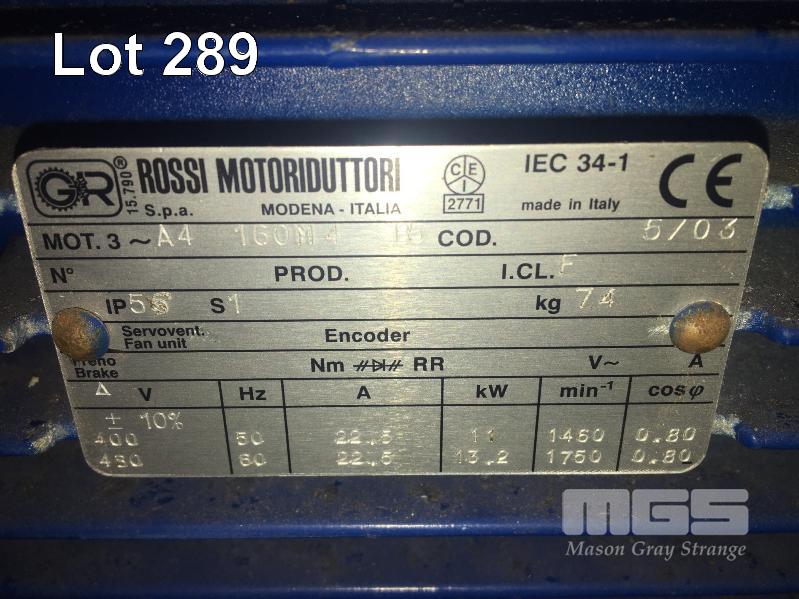 Lot 289
GR 15.790® ROSSI MOTORIDUTTORI CEI IEC 34-1 CE
S.p.a. MODENA - ITALIA 2771 made in Italy
MOT. 3 ~ A4 160M 4 B5 COD. 5/03
N° PROD. I.CL. F
IP 55 S1 kg 74
Servovent. Encoder
Fan unit
Freno Nm RR V~ A
Brake
Δ V Hz A kW min⁻¹ cosφ
± 10%
400 50 22.5 11 1460 0.80
480 60 22.5 13.2 1750 0.80
MGS
Mason Gray Strange